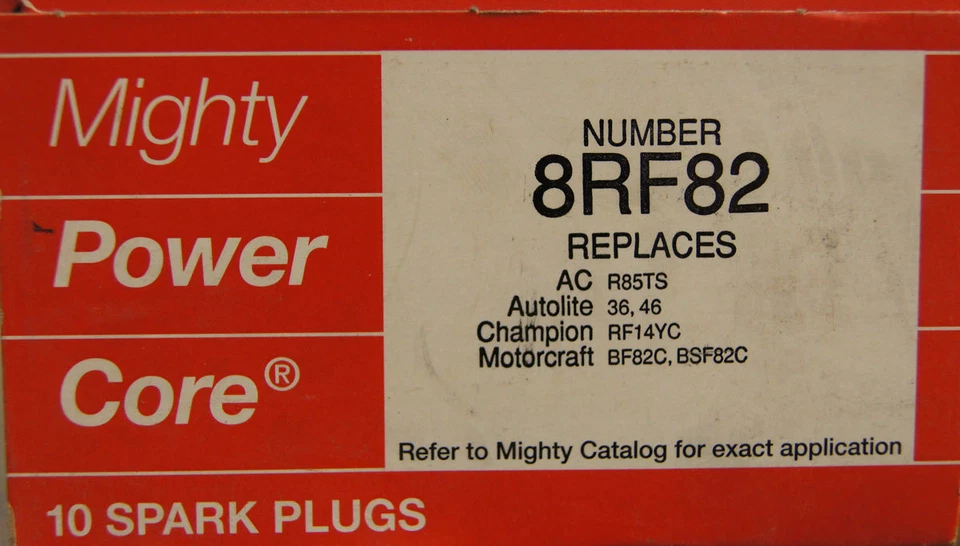 Mighty
Power
Core®
10 SPARK PLUGS
NUMBER
8RF82
REPLACES
AC R85TS
Autolite 36, 46
Champion RF14YC
Motorcraft BF82C, BSF82C
Refer to Mighty Catalog for exact application